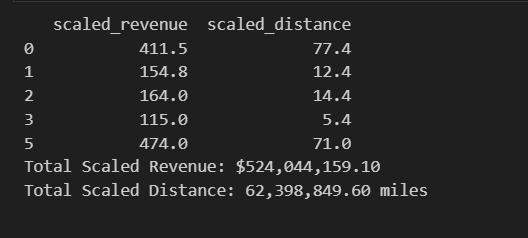 scaled_revenue scaled_distance
0 411.5 77.4
1 154.8 12.4
2 164.0 14.4
3 115.0 5.4
5 474.0 71.0
Total Scaled Revenue: $524,044,159.10
Total Scaled Distance: 62,398,849.60 miles